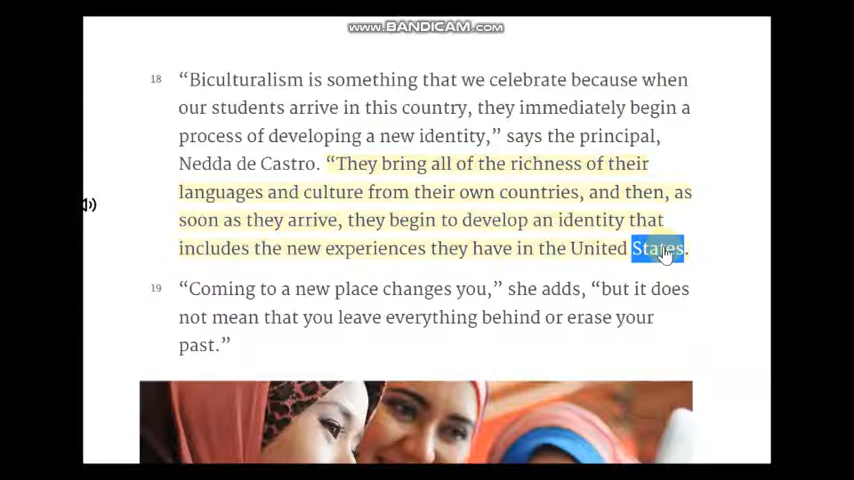 www.BANDICAM.com
18 “Biculturalism is something that we celebrate because when
our students arrive in this country, they immediately begin a
process of developing a new identity,” says the principal,
Nedda de Castro. “They bring all of the richness of their
languages and culture from their own countries, and then, as
soon as they arrive, they begin to develop an identity that
includes the new experiences they have in the United States.
19 “Coming to a new place changes you,” she adds, “but it does
not mean that you leave everything behind or erase your
past.”